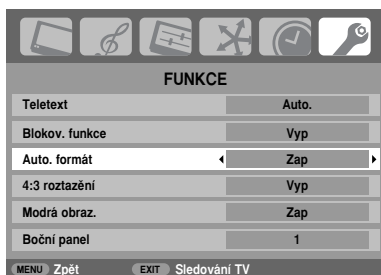 FUNKCE
Teletext Auto.
Blokov. funkce Vyp
Auto. formát Zap
4:3 roztazění Vyp
Modrá obraz. Zap
Boční panel 1
MENU Zpět EXIT Sledování TV